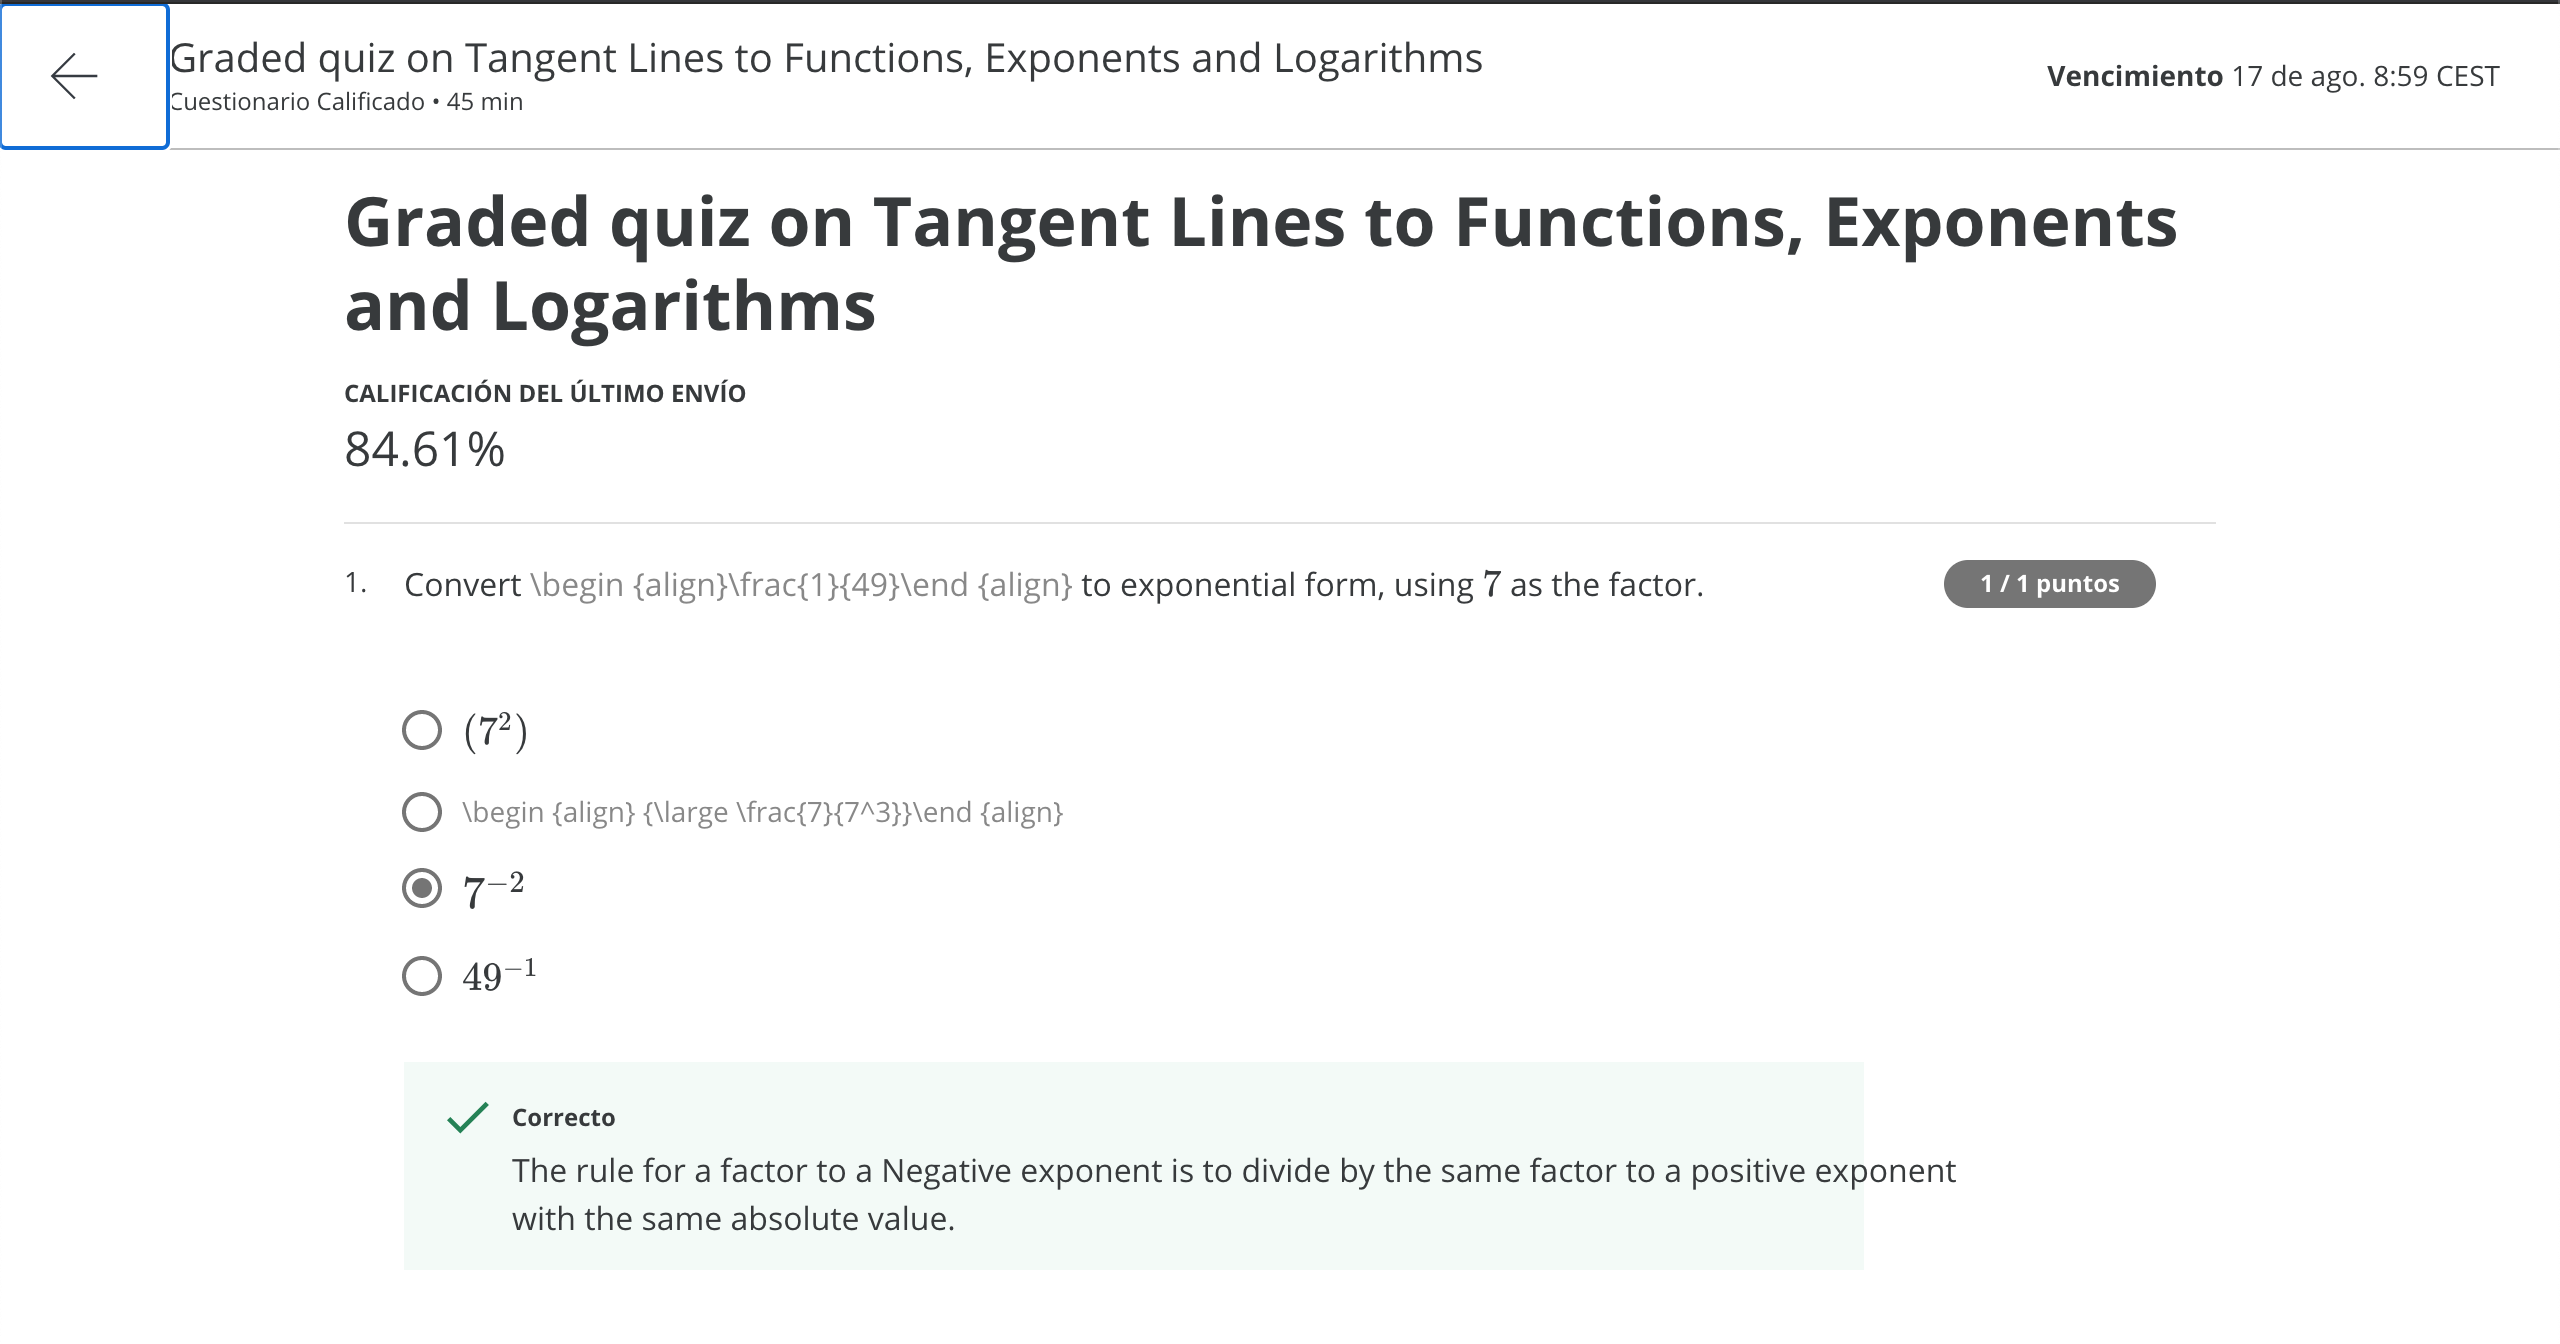 Graded quiz on Tangent Lines to Functions, Exponents and Logarithms
Cuestionario Calificado • 45 min
Vencimiento 17 de ago. 8:59 CEST
Graded quiz on Tangent Lines to Functions, Exponents
and Logarithms
CALIFICACIÓN DEL ÚLTIMO ENVÍO
84.61%
1. Convert \begin {align}\frac{1}{49}\end {align} to exponential form, using 7 as the factor.
1 / 1 puntos
(7²)
\begin {align} {\large \frac{7}{7^3}}\end {align}
7⁻²
49⁻¹
Correcto
The rule for a factor to a Negative exponent is to divide by the same factor to a positive exponent
with the same absolute value.